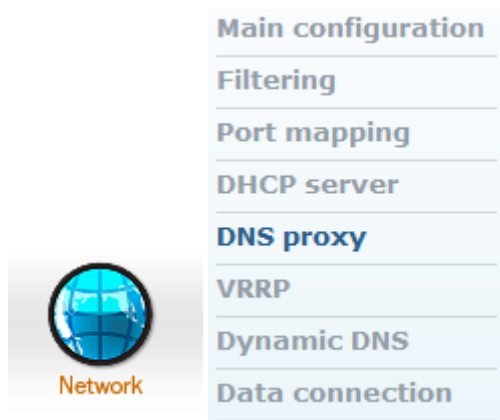 Main configuration
Filtering
Port mapping
DHCP server
DNS proxy
VRRP
Dynamic DNS
Network
Data connection